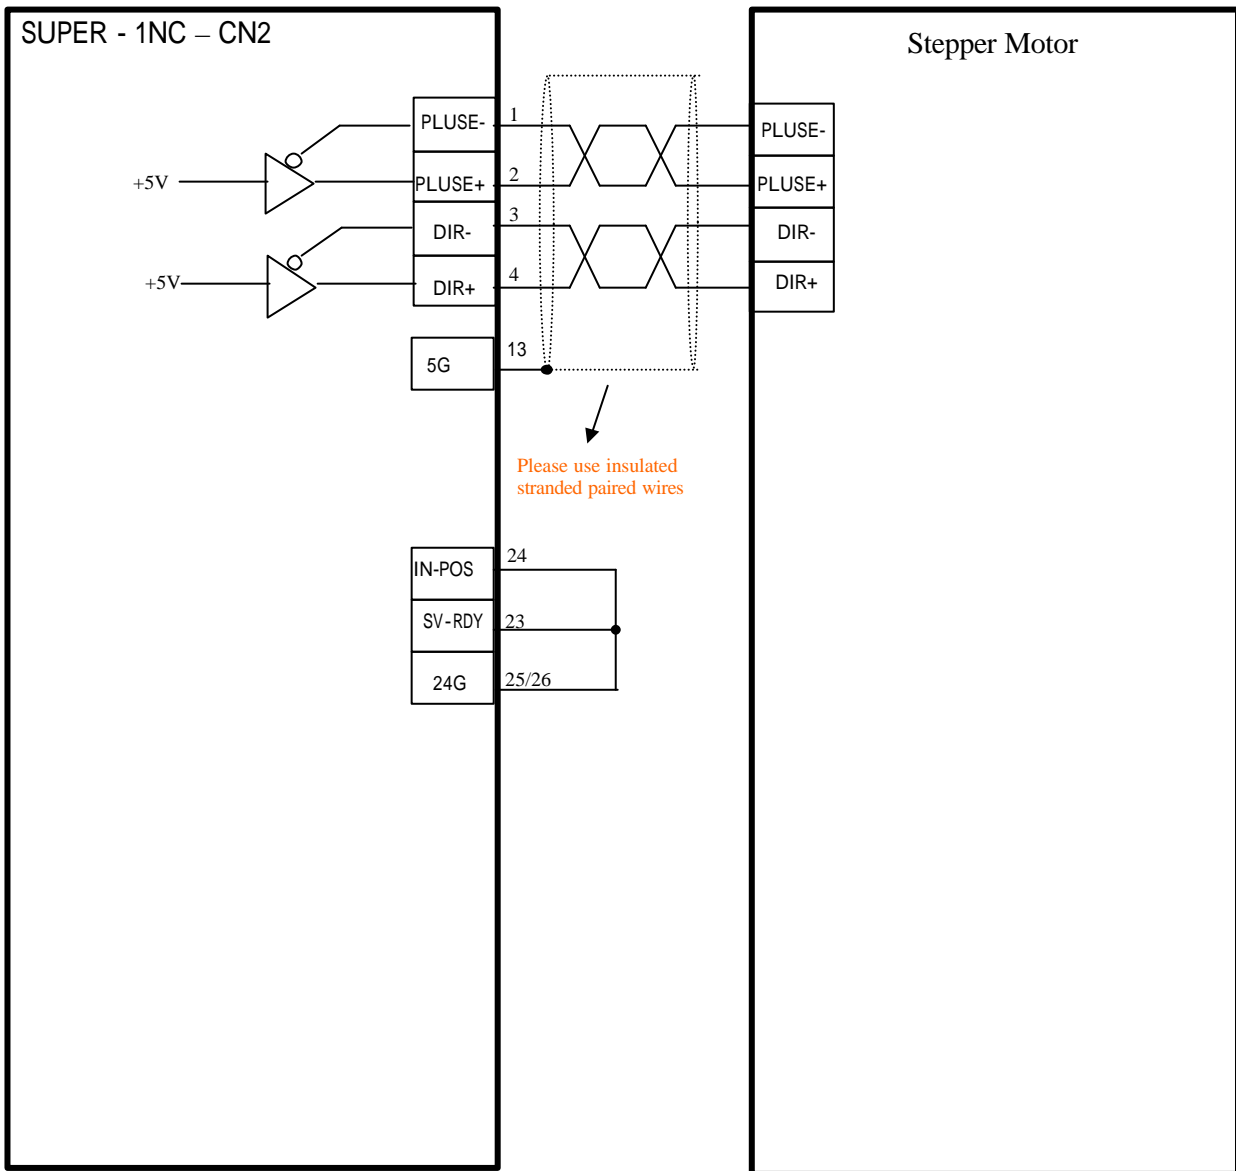 SUPER - 1NC – CN2
Stepper Motor
PLUSE-
1
PLUSE-
+5V
PLUSE+
2
PLUSE+
DIR-
3
DIR-
+5V
DIR+
4
DIR+
5G
13
Please use insulated
stranded paired wires
IN-POS
24
SV-RDY
23
24G
25/26